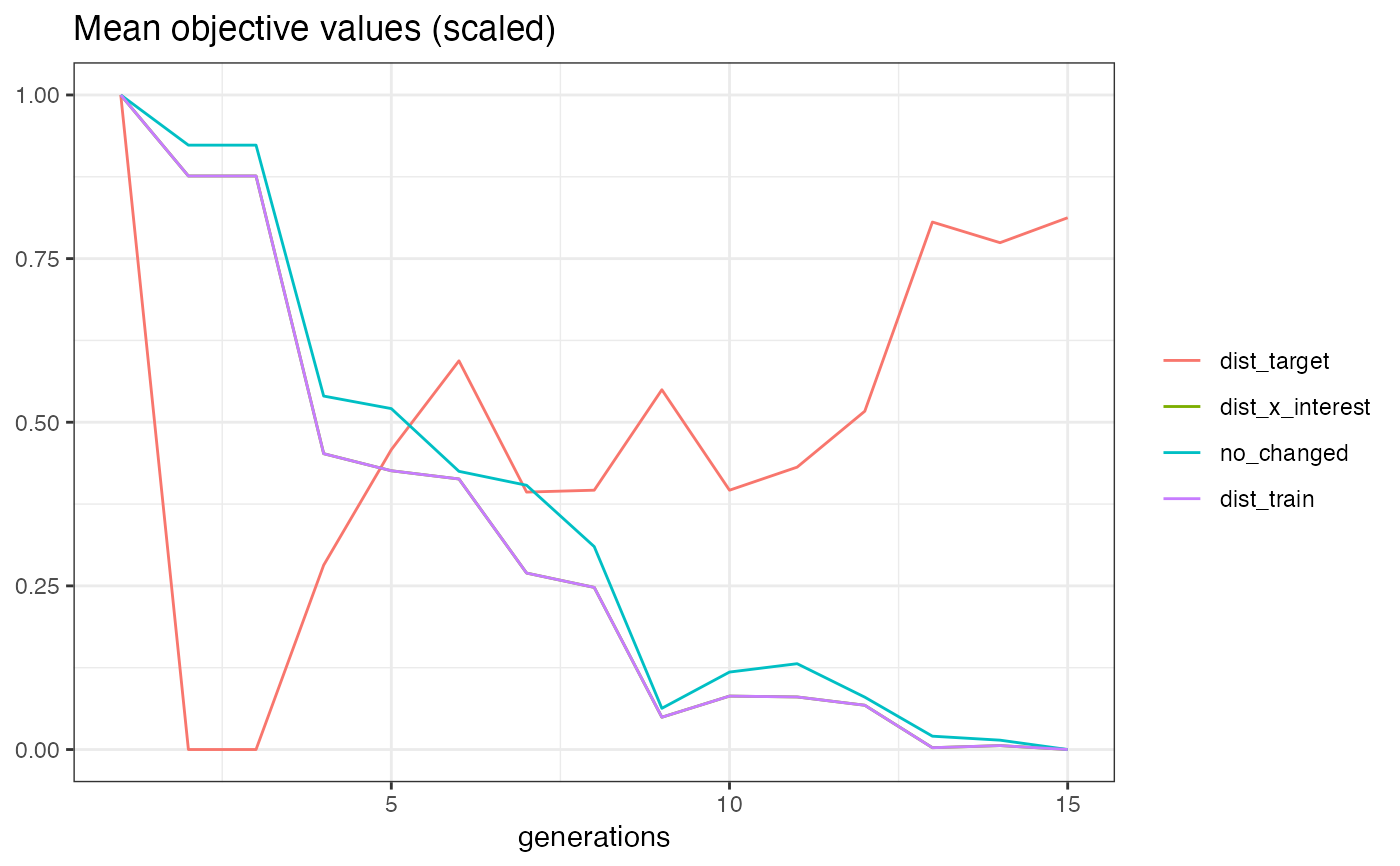 Mean objective values (scaled)
1.00
0.75
0.50
0.25
0.00
5
10
15
generations
dist_target
dist_x_interest
no_changed
dist_train